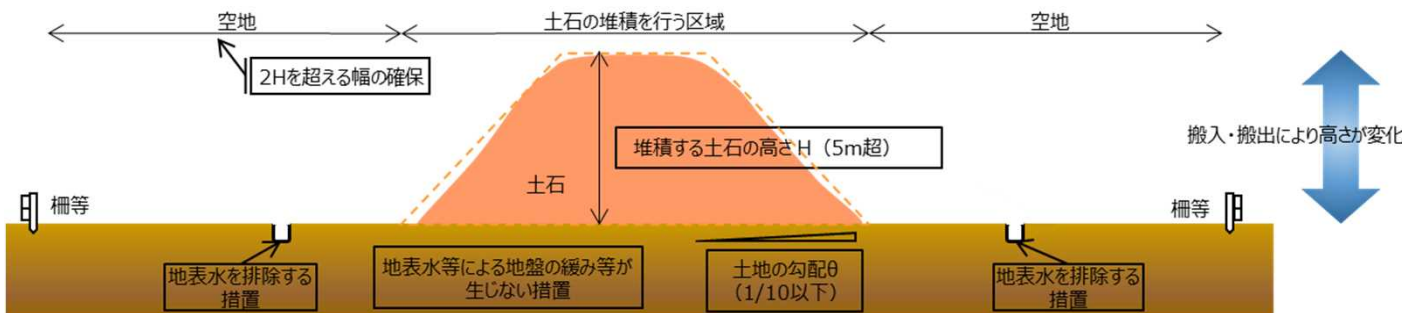 空地
土石の堆積を行う区域
空地
2Hを超える幅の確保
堆積する土石の高さH（5m超）
搬入・搬出により高さが変化
土石
柵等
柵等
地表水を排除する
措置
地表水等による地盤の緩み等が
生じない措置
土地の勾配θ
（1/10以下）
地表水を排除する
措置